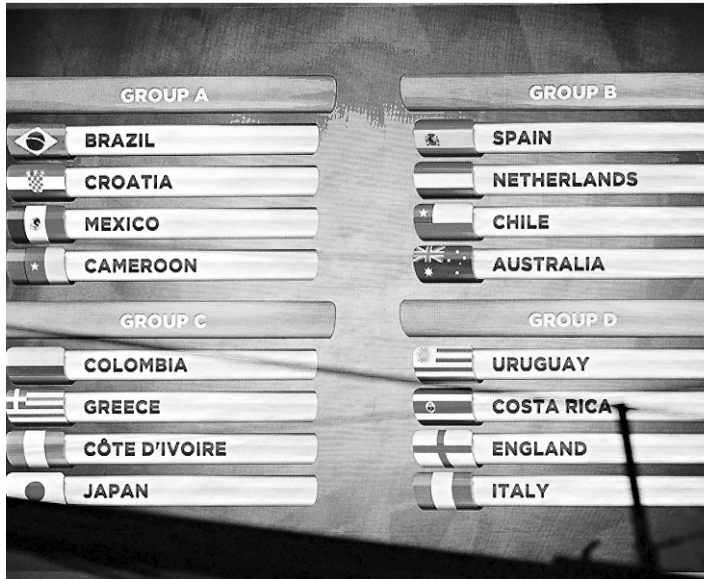 GROUP A
BRAZIL
CROATIA
MEXICO
CAMEROON
GROUP B
SPAIN
NETHERLANDS
CHILE
AUSTRALIA
GROUP C
COLOMBIA
GREECE
CÔTE D'IVOIRE
JAPAN
GROUP D
URUGUAY
COSTA RICA
ENGLAND
ITALY